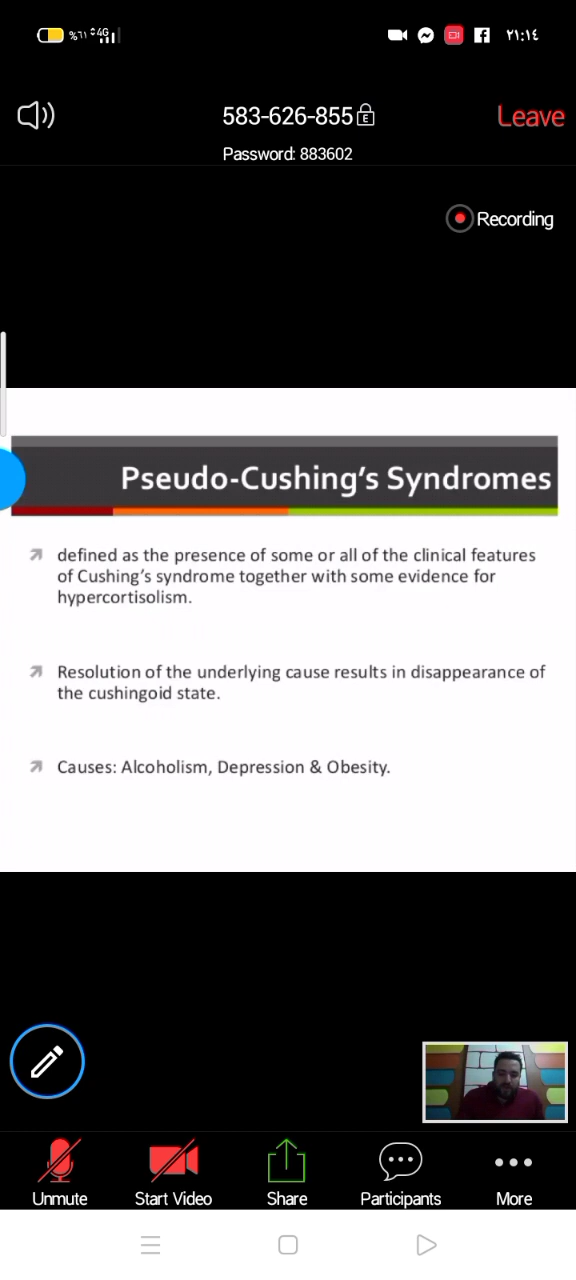 %٦١ 4G ٢١:١٤
583-626-855 E Leave
Password: 883602
Recording
Pseudo-Cushing's Syndromes
defined as the presence of some or all of the clinical features
of Cushing's syndrome together with some evidence for
hypercortisolism.
Resolution of the underlying cause results in disappearance of
the cushingoid state.
Causes: Alcoholism, Depression & Obesity.
Unmute Start Video Share Participants More